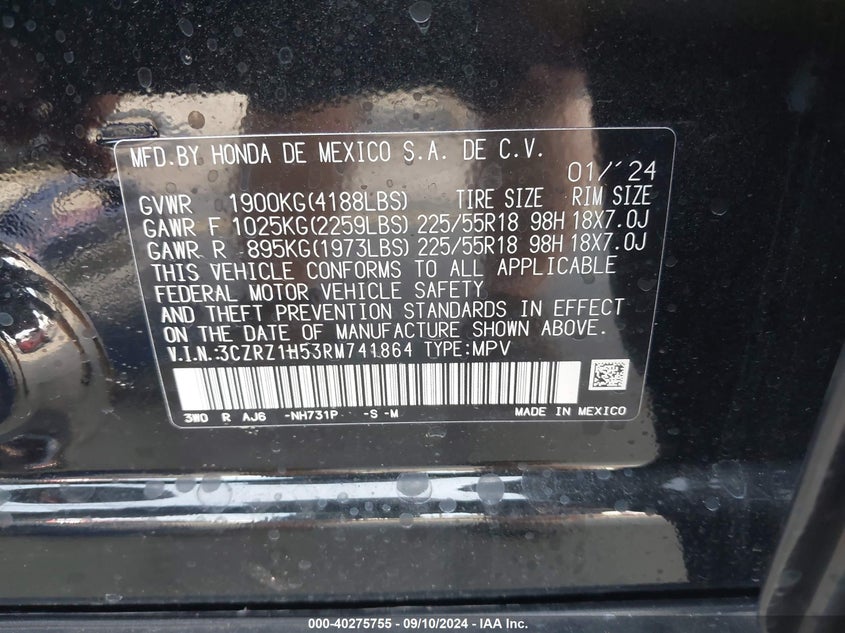 MFD.BY HONDA DE MEXICO S.A. DE C.V.
01/´24
GVWR 1900KG(4188LBS) TIRE SIZE RIM SIZE
GAWR F 1025KG(2259LBS) 225/55R18 98H 18X7.0J
GAWR R 895KG(1973LBS) 225/55R18 98H 18X7.0J
THIS VEHICLE CONFORMS TO ALL APPLICABLE
FEDERAL MOTOR VEHICLE SAFETY
AND THEFT PREVENTION STANDARDS IN EFFECT
ON THE DATE OF MANUFACTURE SHOWN ABOVE.
V.I.N.:3CZRZ1H53RM741864 TYPE:MPV
3W0 R AJ6 -NH731P -S -M MADE IN MEXICO
000-40275755 - 09/10/2024 - IAA Inc.